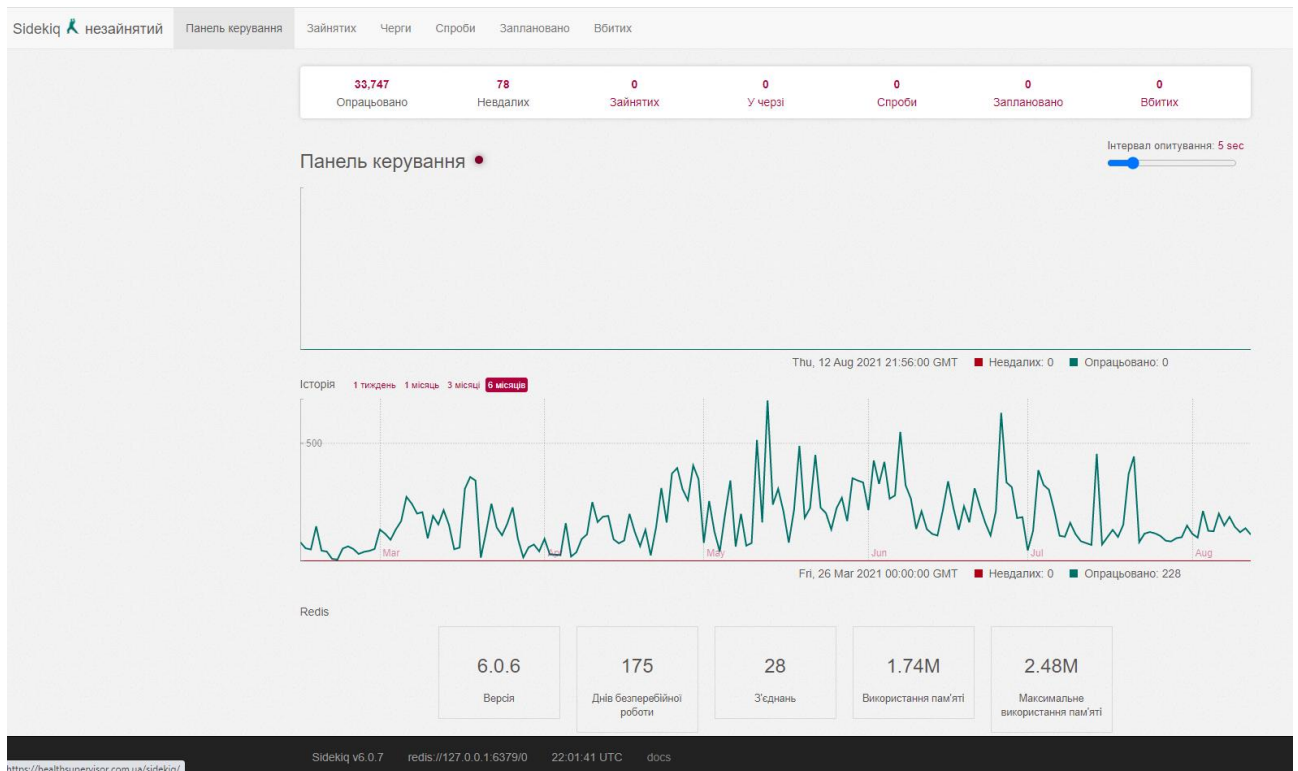 Sidekiq незайнятий Панель керування Зайнятих Черги Спроби Заплановано Вбитих
33,747 78 0 0 0 0 0
Опрацьовано Невдалих Зайнятих У черзі Спроби Заплановано Вбитих
Інтервал опитування: 5 sec
Панель керування
Thu, 12 Aug 2021 21:56:00 GMT Невдалих: 0 Опрацьовано: 0
Історія 1 тиждень 1 місяць 3 місяці 6 місяців
500
Mar Apr May Jun Jul Aug
Fri, 26 Mar 2021 00:00:00 GMT Невдалих: 0 Опрацьовано: 228
Redis
6.0.6 175 28 1.74M 2.48M
Версія Днів безперебійної З'єднань Використання пам'яті Максимальне
роботи використання пам'яті
Sidekiq v6.0.7 redis://127.0.0.1:6379/0 22:01:41 UTC docs
https://healthsupervisor.com.ua/sidekiq/